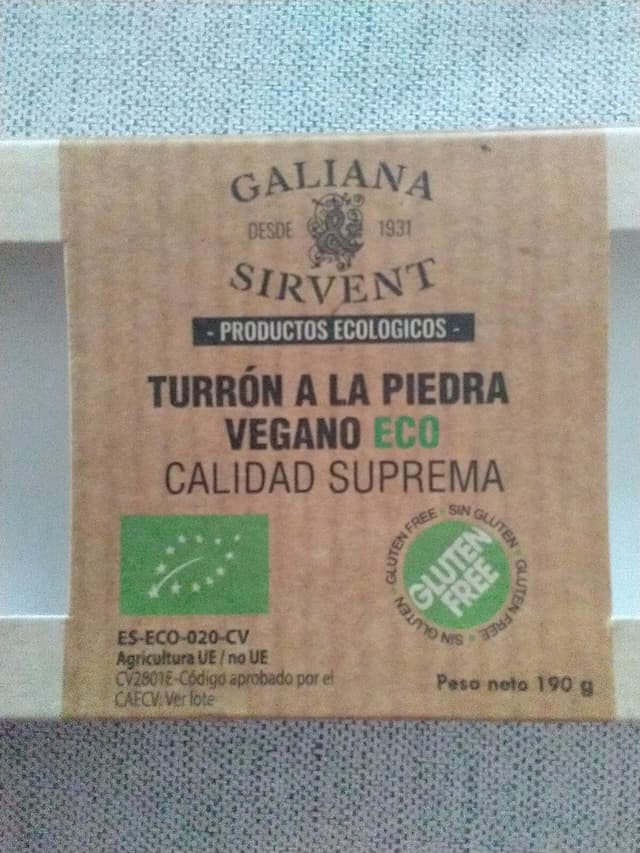 GALIANA
DESDE 1931
SIRVENT
- PRODUCTOS ECOLOGICOS -
TURRÓN A LA PIEDRA
VEGANO ECO
CALIDAD SUPREMA
GLUTEN FREE · SIN GLUTEN · GLUTEN FREE · SIN GLUTEN ·
GLUTEN
FREE
ES-ECO-020-CV
Agricultura UE / no UE
CV2801E-Código aprobado por el
CAECV: Ver lote
Peso neto 190 g